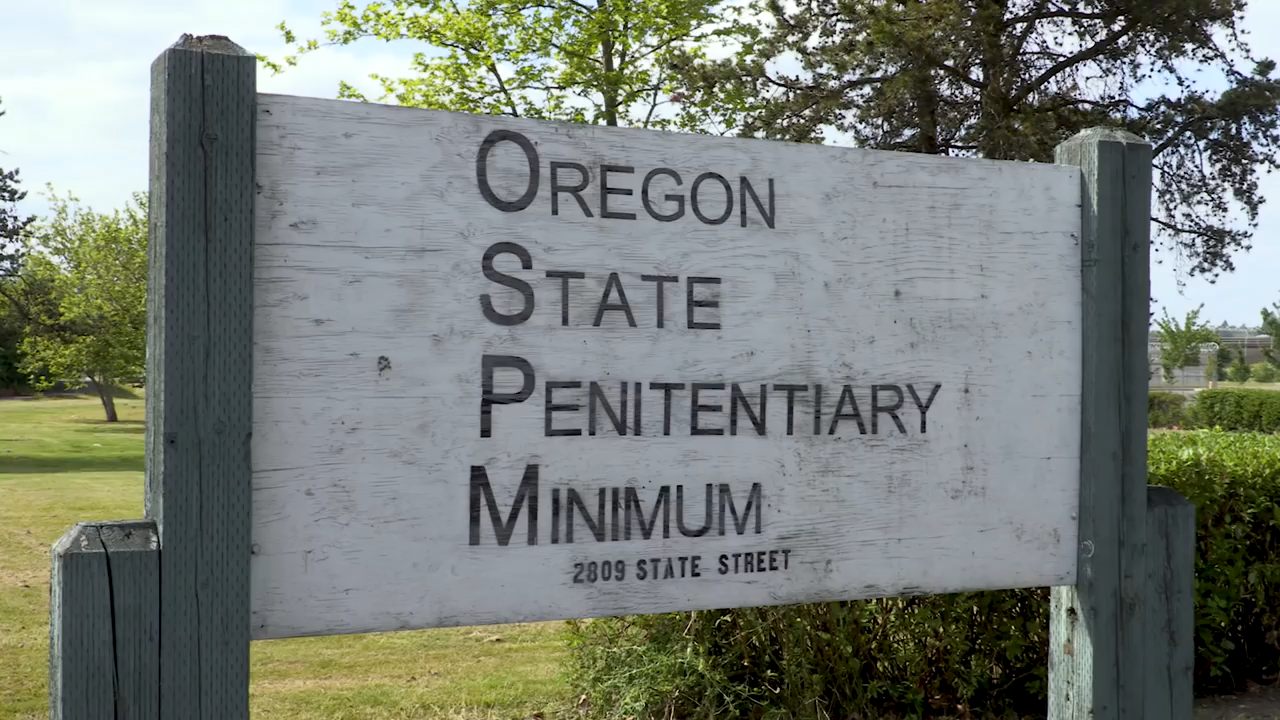 OREGON
STATE
PENITENTIARY
MINIMUM
2809 STATE STREET